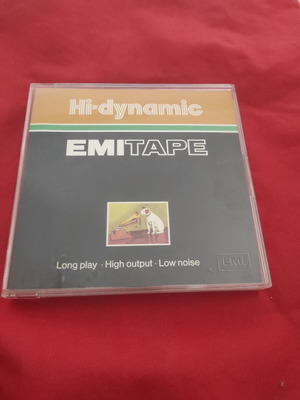 Hi-dynamic
EMITAPE
Long play · High output · Low noise
EMI